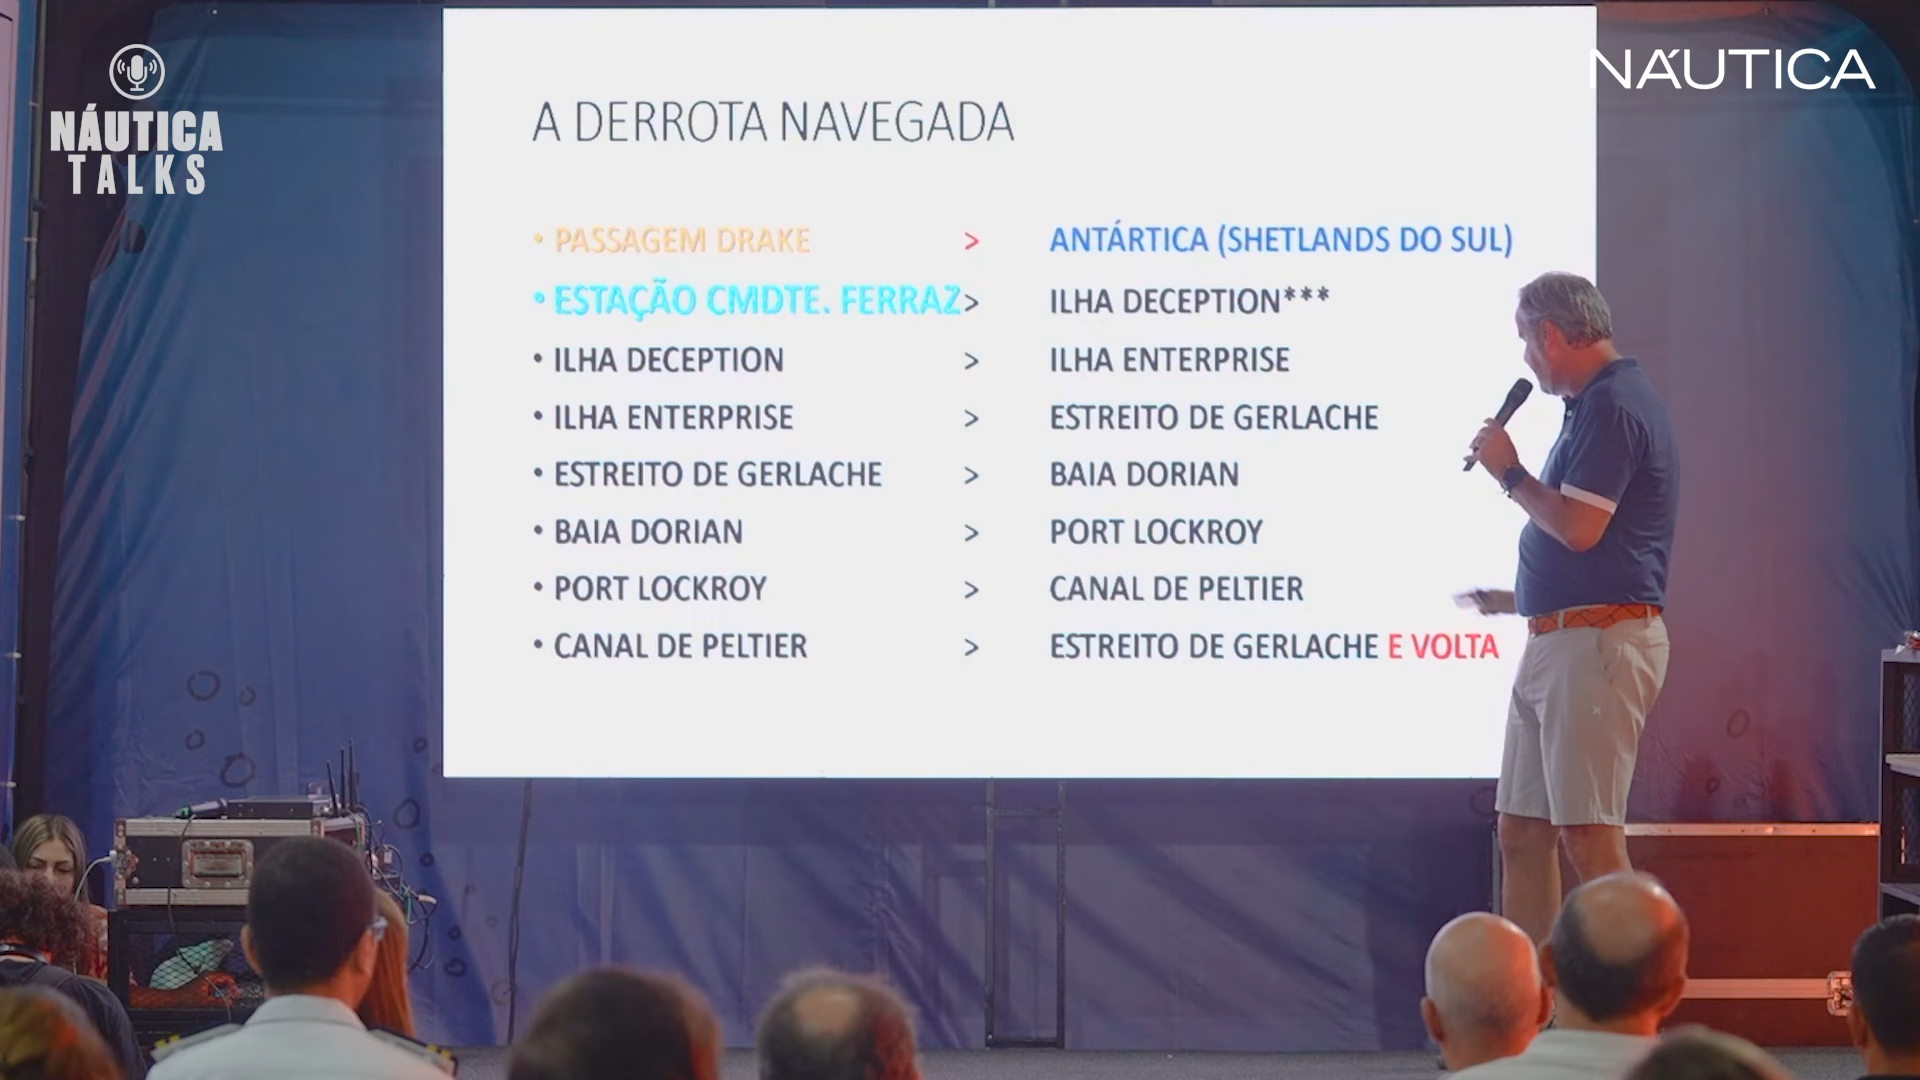 NÁUTICA
TALKS
NÁUTICA
A DERROTA NAVEGADA
• PASSAGEM DRAKE > ANTÁRTICA (SHETLANDS DO SUL)
• ESTAÇÃO CMDTE. FERRAZ > ILHA DECEPTION***
• ILHA DECEPTION > ILHA ENTERPRISE
• ILHA ENTERPRISE > ESTREITO DE GERLACHE
• ESTREITO DE GERLACHE > BAIA DORIAN
• BAIA DORIAN > PORT LOCKROY
• PORT LOCKROY > CANAL DE PELTIER
• CANAL DE PELTIER > ESTREITO DE GERLACHE E VOLTA